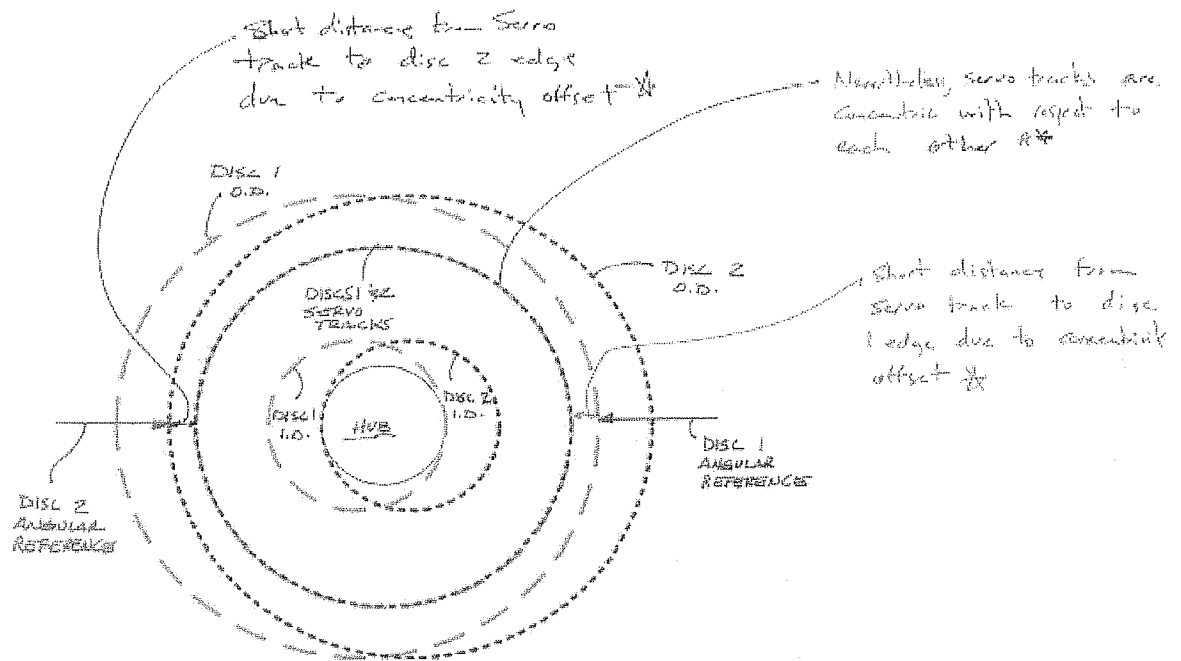 Short distance from Servo
track to disc 2 edge
due to concentricity offset *
Nonetheless, servo tracks are
concentric with respect to
each other **
DISC 1
O.D.
DISC 2
O.D.
DISCS 1 & 2
SERVO
TRACKS
Short distance from
servo track to disc
1 edge due to
offset *
DISC 1
I.D.
DISC 2
I.D.
HUB
DISC 1
ANGULAR
REFERENCE
DISC 2
ANGULAR
REFERENCE